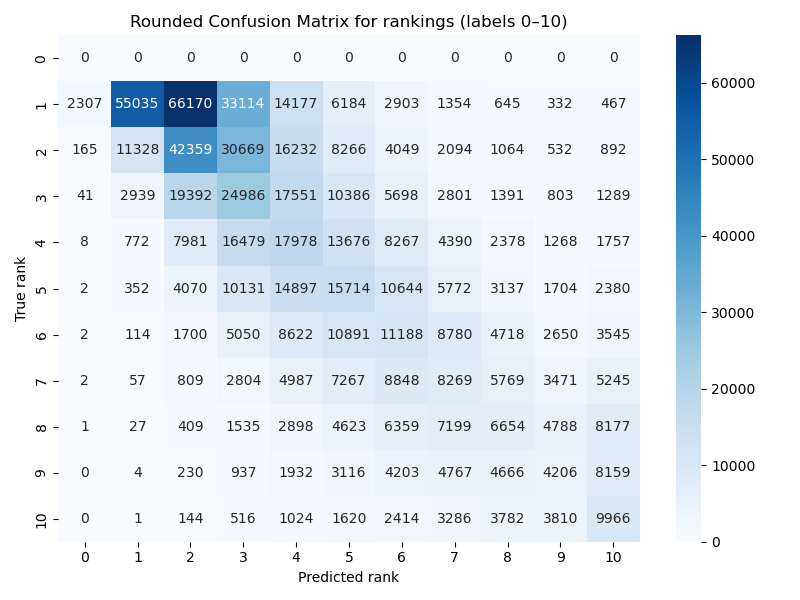 Rounded Confusion Matrix for rankings (labels 0–10)
0 0 0 0 0 0 0 0 0 0 0 0
1 2307 55035 66170 33114 14177 6184 2903 1354 645 332 467
2 165 11328 42359 30669 16232 8266 4049 2094 1064 532 892
3 41 2939 19392 24986 17551 10386 5698 2801 1391 803 1289
4 8 772 7981 16479 17978 13676 8267 4390 2378 1268 1757
5 2 352 4070 10131 14897 15714 10644 5772 3137 1704 2380
6 2 114 1700 5050 8622 10891 11188 8780 4718 2650 3545
7 2 57 809 2804 4987 7267 8848 8269 5769 3471 5245
8 1 27 409 1535 2898 4623 6359 7199 6654 4788 8177
9 0 4 230 937 1932 3116 4203 4767 4666 4206 8159
10 0 1 144 516 1024 1620 2414 3286 3782 3810 9966
0 1 2 3 4 5 6 7 8 9 10
Predicted rank
True rank
60000
50000
40000
30000
20000
10000
0